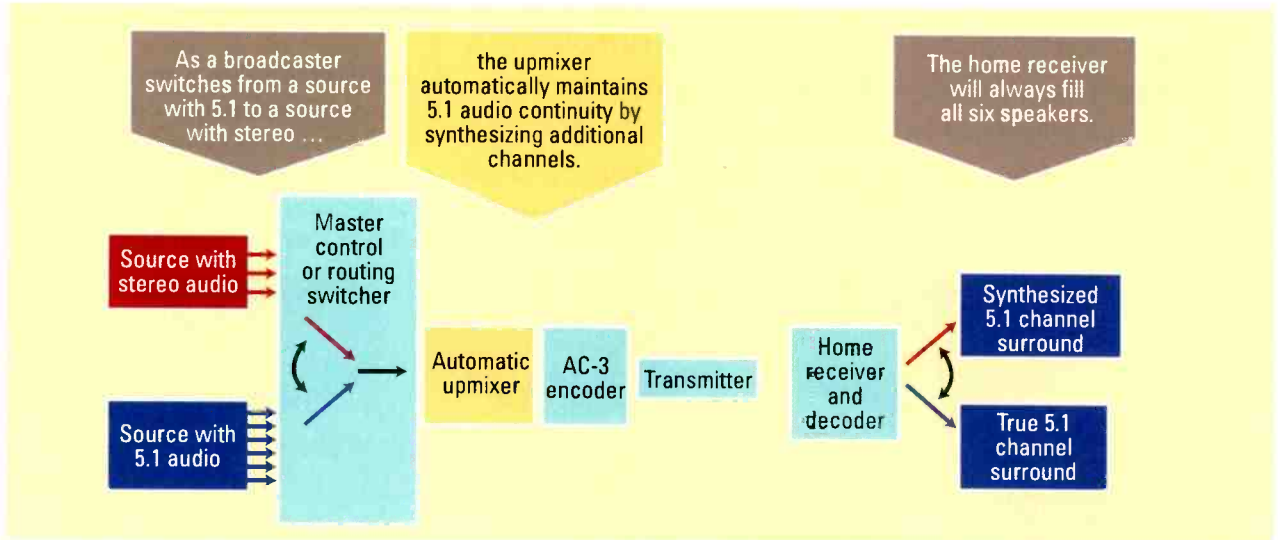 As a broadcaster
switches from a source
with 5.1 to a source
with stereo ...
the upmixer
automatically maintains
5.1 audio continuity by
synthesizing additional
channels.
The home receiver
will always fill
all six speakers.
Source with
stereo audio
Master
control
or routing
switcher
Source with
5.1 audio
Automatic
upmixer
AC-3
encoder
Transmitter
Home
receiver
and
decoder
Synthesized
5.1 channel
surround
True 5.1
channel
surround